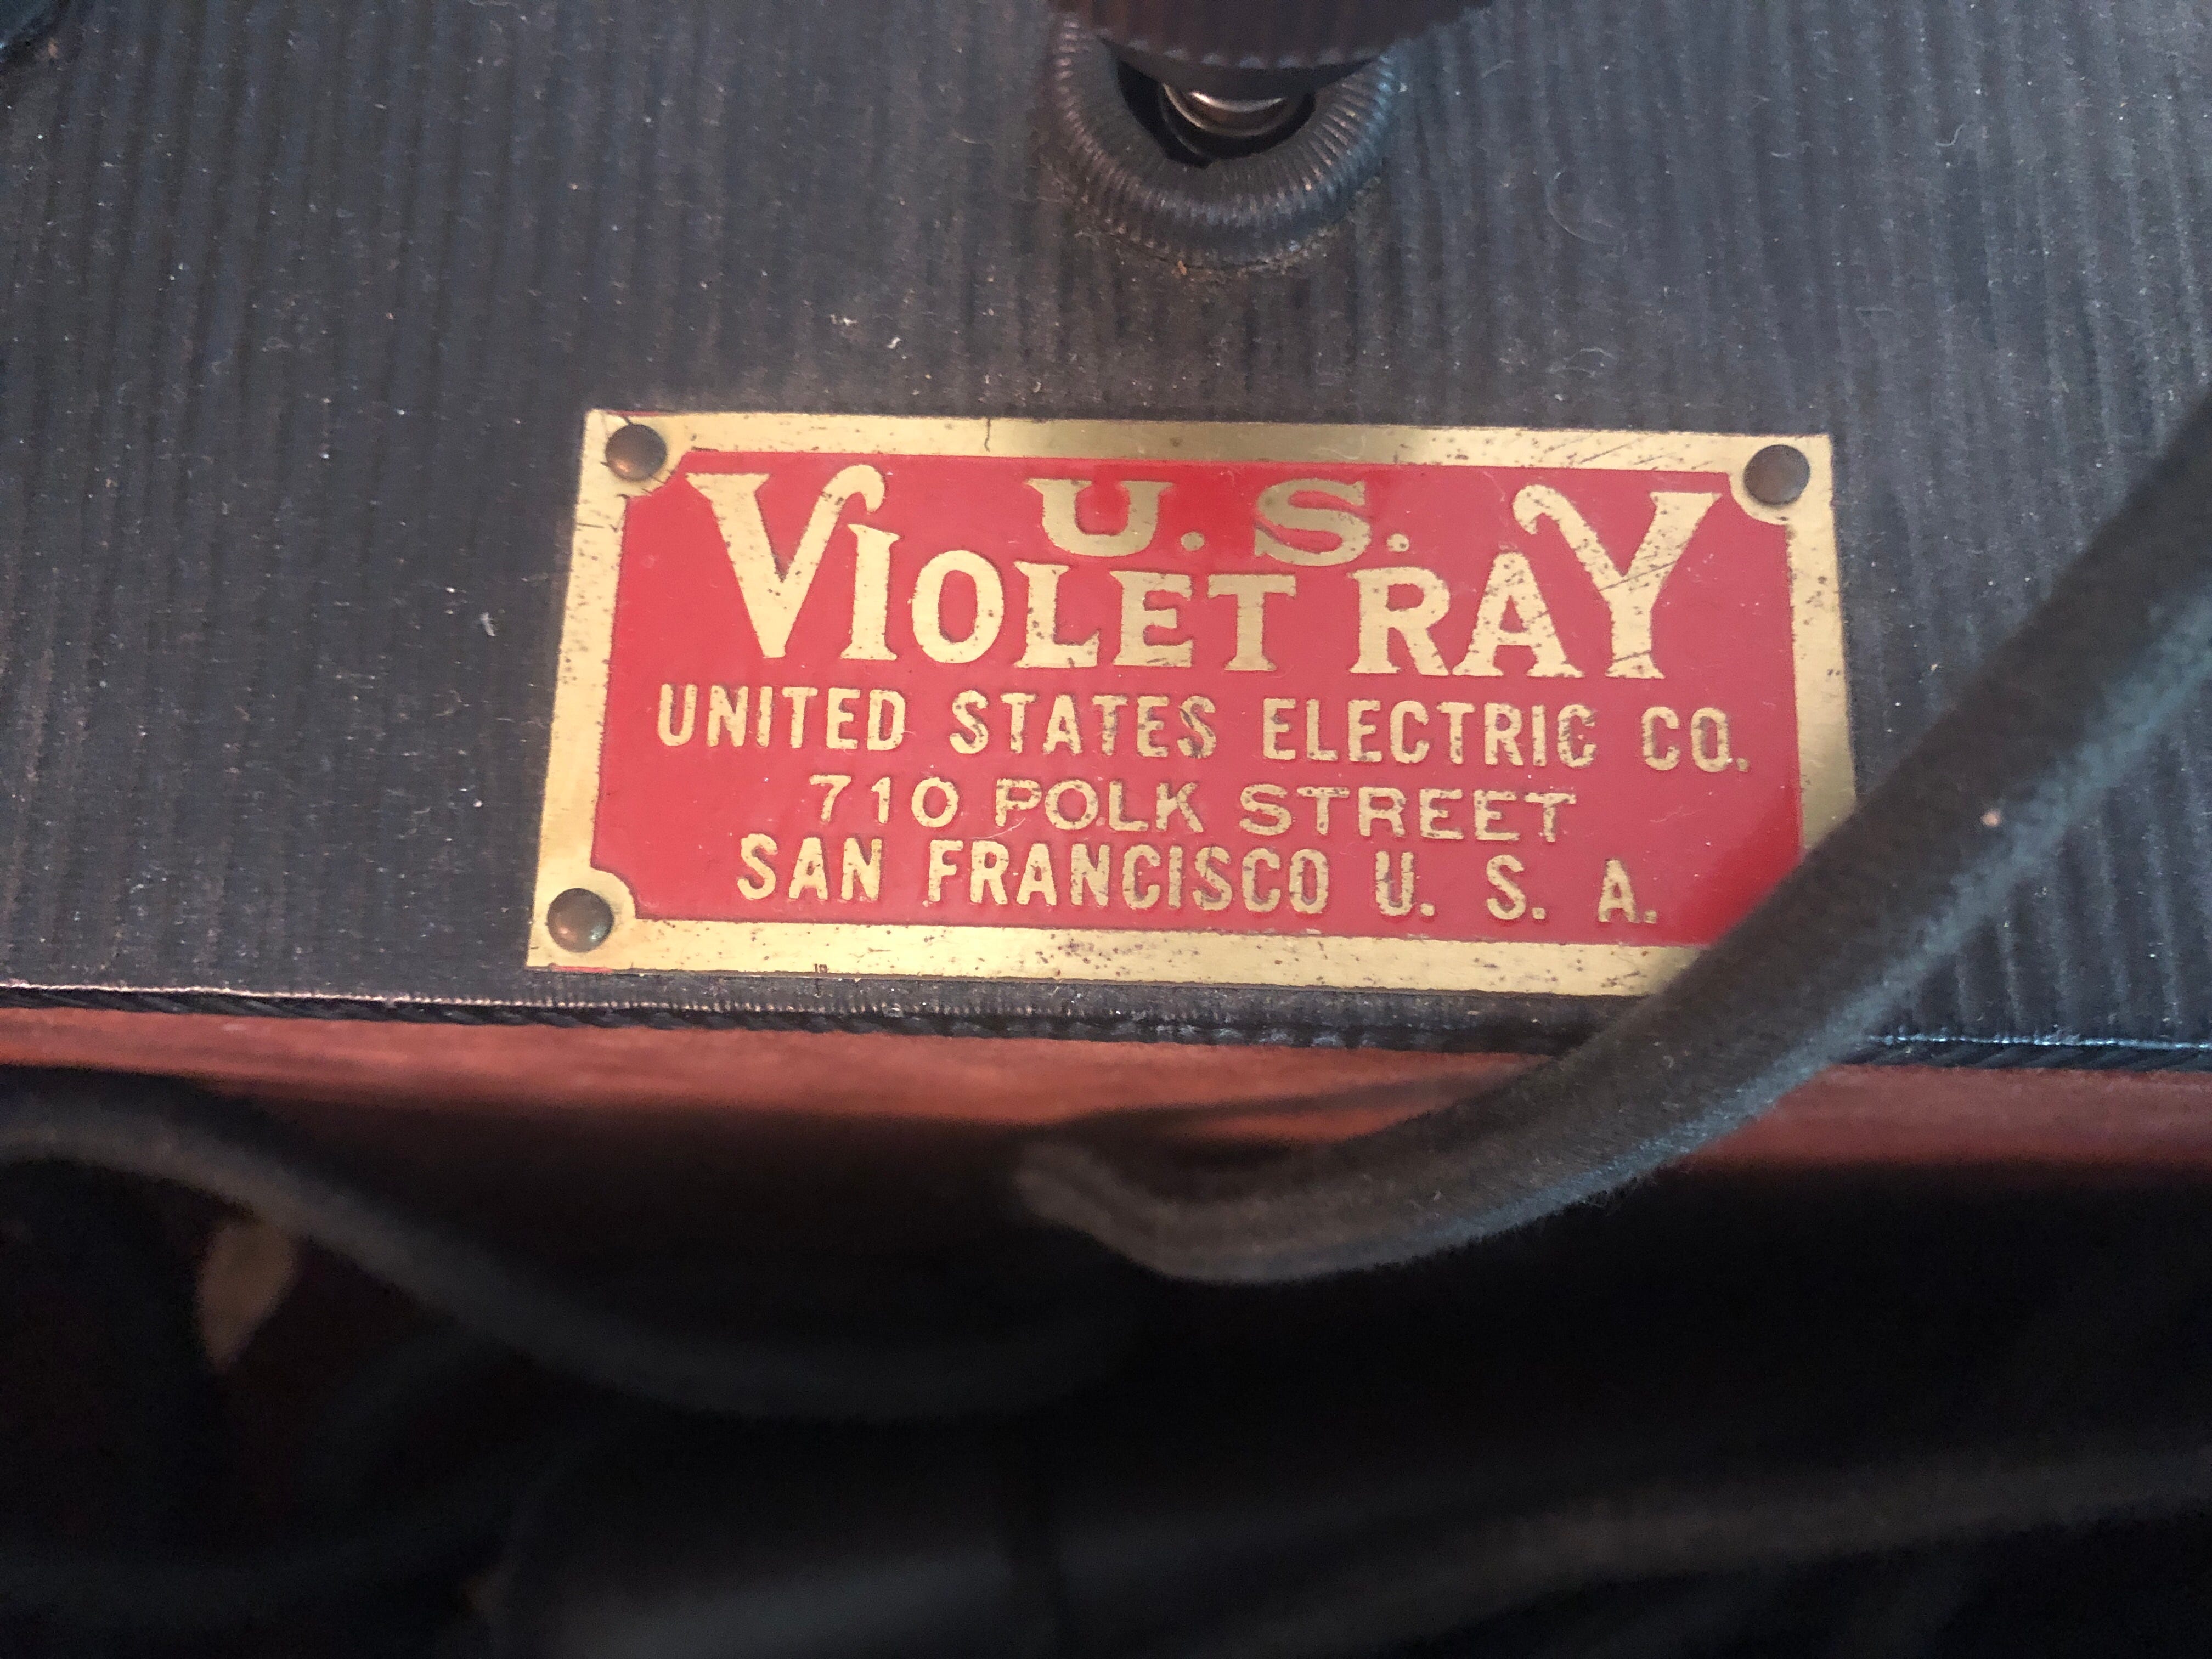 U. S.
VIOLET RAY
UNITED STATES ELECTRIC CO.
710 POLK STREET
SAN FRANCISCO U. S. A.